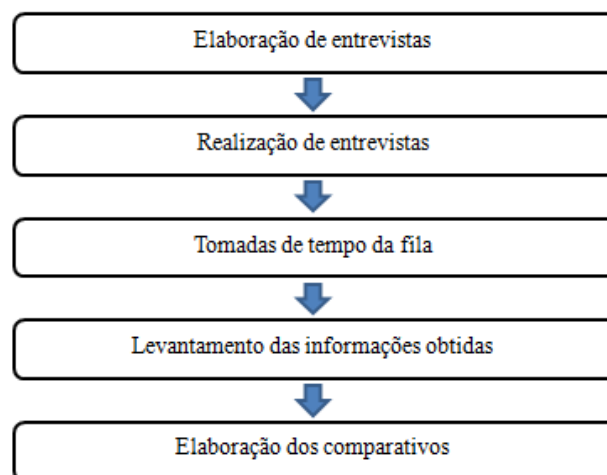 Elaboração de entrevistas
Realização de entrevistas
Tomadas de tempo da fila
Levantamento das informações obtidas
Elaboração dos comparativos